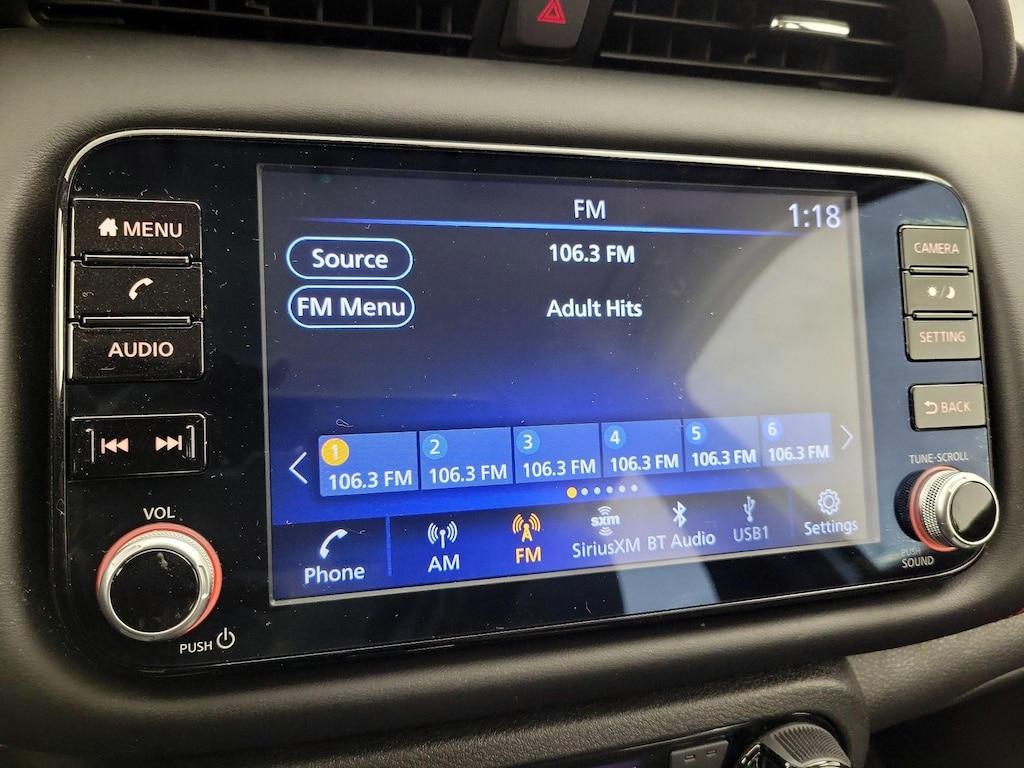 FM
1:18
MENU
Source
106.3 FM
CAMERA
FM Menu
Adult Hits
AUDIO
SETTING
BACK
1 2 3 4 5 6
106.3 FM 106.3 FM 106.3 FM 106.3 FM 106.3 FM 106.3 FM
TUNE·SCROLL
VOL
sxm
Phone AM FM SiriusXM BT Audio USB1 Settings
PUSH
SOUND
PUSH